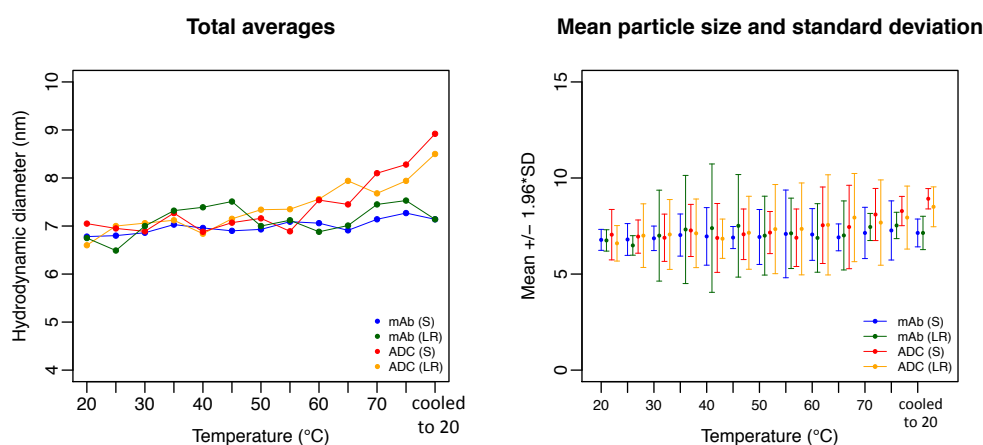 Total averages
Hydrodynamic diameter (nm)
10
9
8
7
6
5
4
mAb (S)
mAb (LR)
ADC (S)
ADC (LR)
20 30 40 50 60 70 cooled
to 20
Temperature (°C)
Mean particle size and standard deviation
Mean +/− 1.96*SD
15
10
5
0
mAb (S)
mAb (LR)
ADC (S)
ADC (LR)
20 30 40 50 60 70 cooled
to 20
Temperature (°C)